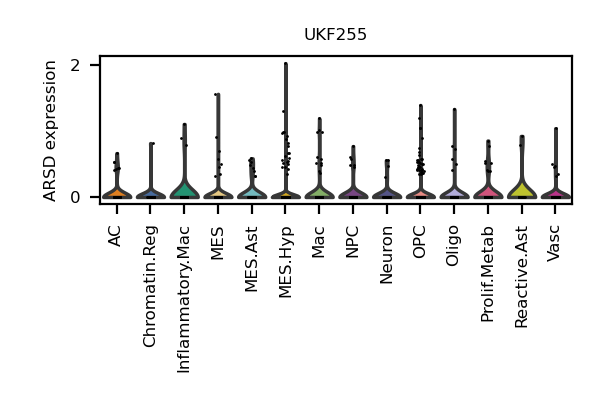 UKF255
ARSD expression
2
0
AC
Chromatin.Reg
Inflammatory.Mac
MES
MES.Ast
MES.Hyp
Mac
NPC
Neuron
OPC
Oligo
Prolif.Metab
Reactive.Ast
Vasc